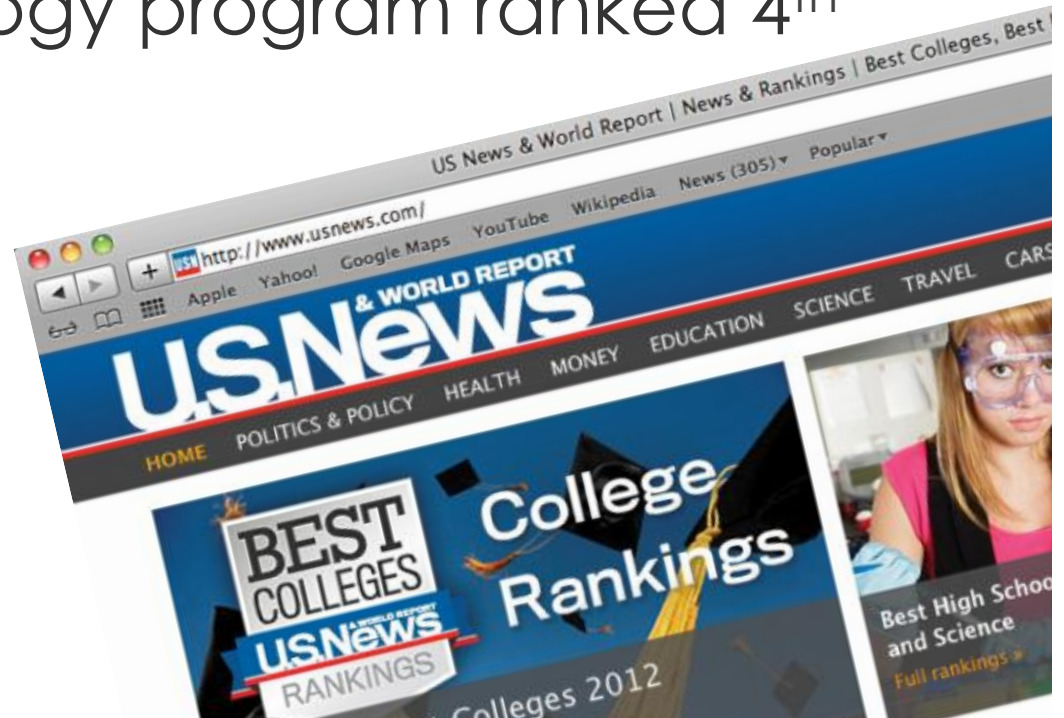 ogy program ranked 4th
US News & World Report | News & Rankings | Best Colleges, Best
http://www.usnews.com/
Apple Yahoo! Google Maps YouTube Wikipedia News (305) Popular
U.S.News & WORLD REPORT
HOME POLITICS & POLICY HEALTH MONEY EDUCATION SCIENCE TRAVEL CARS
BEST
COLLEGES
U.S.News & WORLD REPORT
RANKINGS
College
Rankings
Colleges 2012
Best High Schoo
and Science
Full rankings »